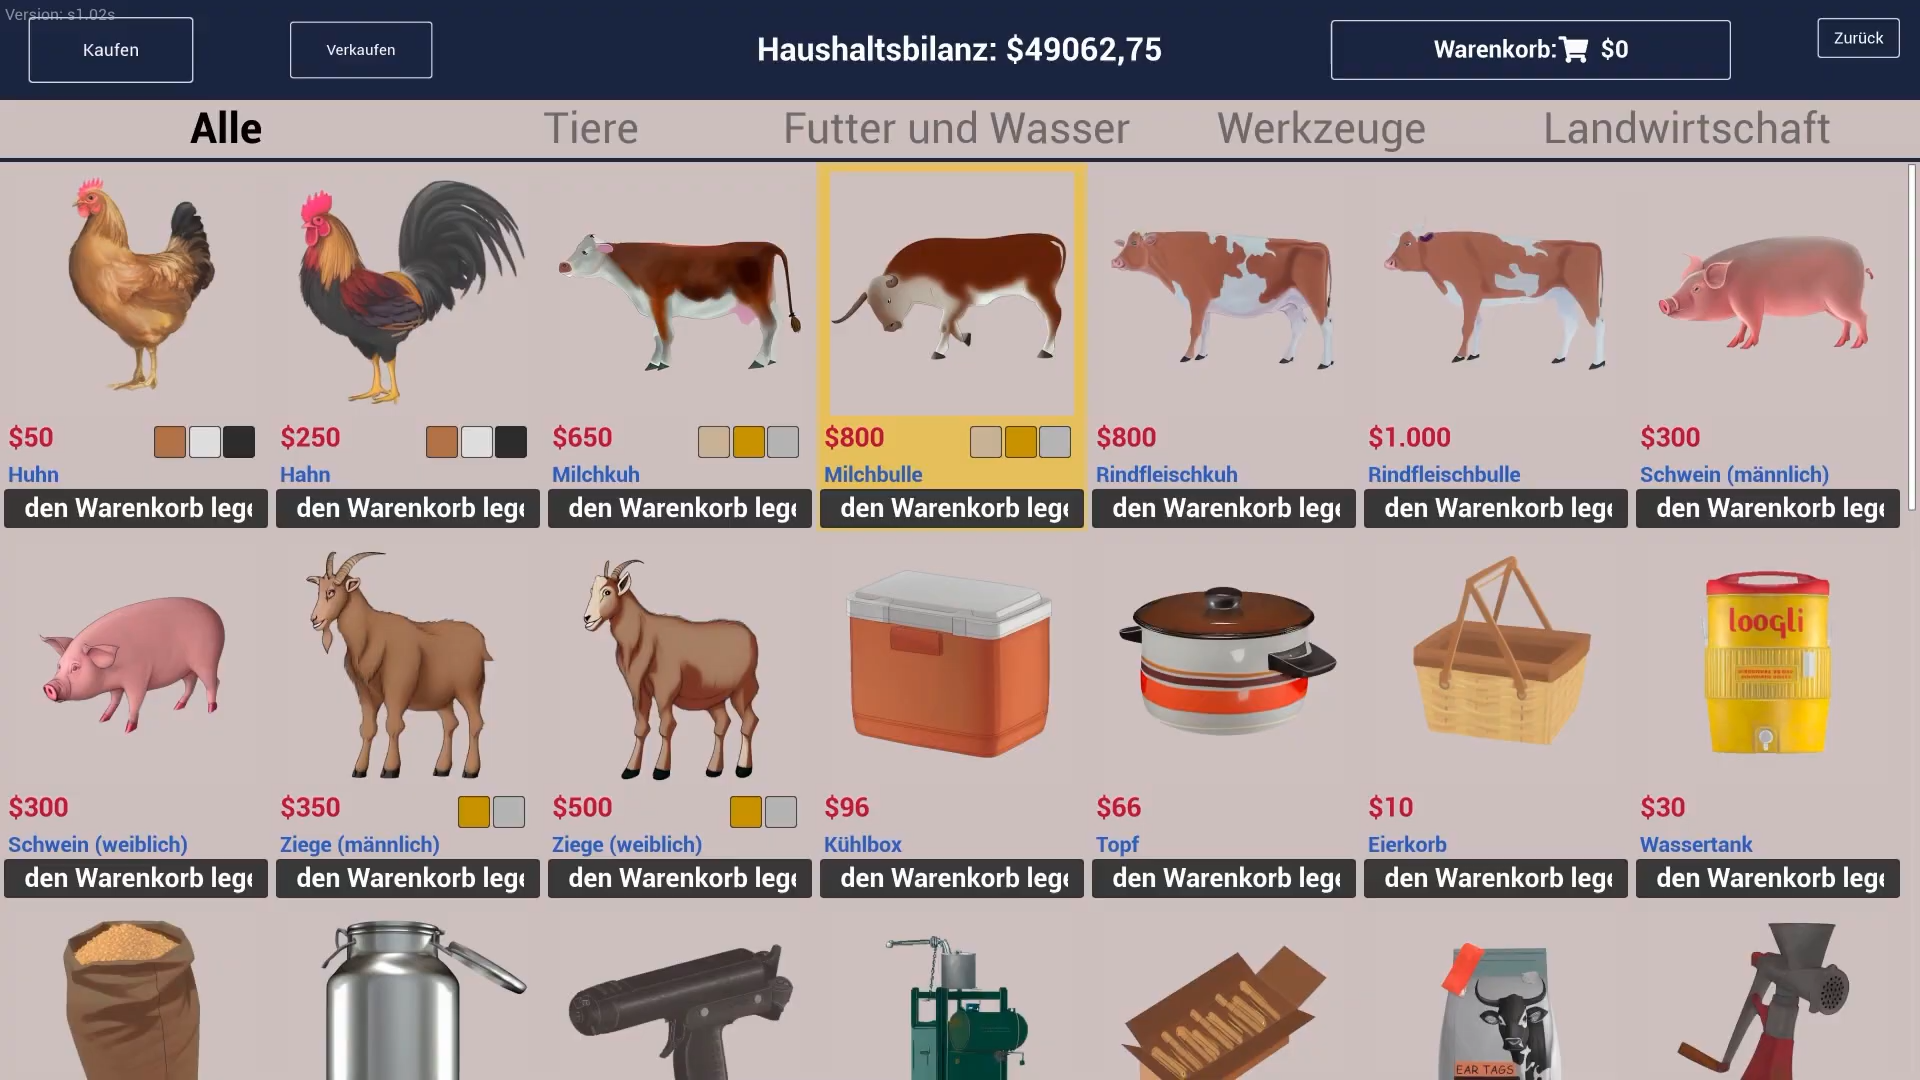 Version: s1.02s
Kaufen
Verkaufen
Haushaltsbilanz: $49062,75
Warenkorb: $0
Zurück
Alle
Tiere
Futter und Wasser
Werkzeuge
Landwirtschaft
$50
$250
$650
$800
$800
$1.000
$300
Huhn
Hahn
Milchkuh
Milchbulle
Rindfleischkuh
Rindfleischbulle
Schwein (männlich)
den Warenkorb lege
den Warenkorb lege
den Warenkorb lege
den Warenkorb lege
den Warenkorb lege
den Warenkorb lege
den Warenkorb lege
loogli
$300
$350
$500
$96
$66
$10
$30
Schwein (weiblich)
Ziege (männlich)
Ziege (weiblich)
Kühlbox
Topf
Eierkorb
Wassertank
den Warenkorb lege
den Warenkorb lege
den Warenkorb lege
den Warenkorb lege
den Warenkorb lege
den Warenkorb lege
den Warenkorb lege
EAR TAGS